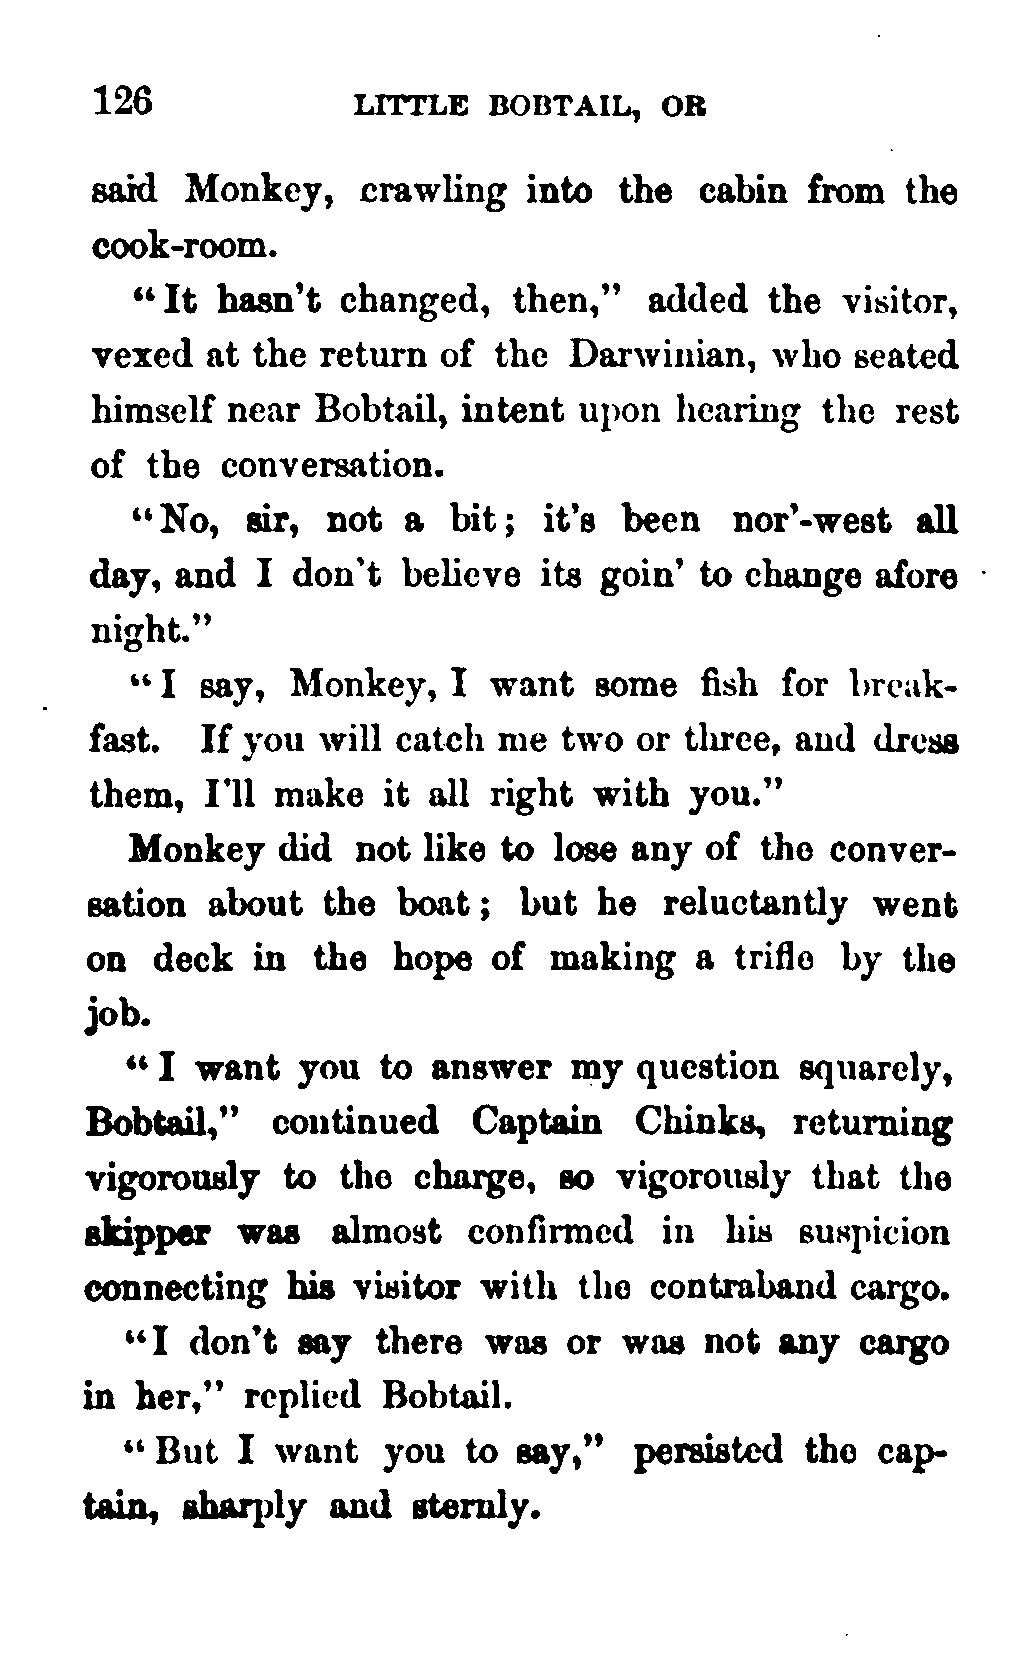 126 LITTLE BOBTAIL, OR
said Monkey, crawling into the cabin from the
cook-room.
"It hasn't changed, then," added the visitor,
vexed at the return of the Darwinian, who seated
himself near Bobtail, intent upon hearing the rest
of the conversation.
"No, sir, not a bit; it's been nor'-west all
day, and I don't believe its goin' to change afore
night."
"I say, Monkey, I want some fish for break-
fast. If you will catch me two or three, and dress
them, I'll make it all right with you."
Monkey did not like to lose any of the conver-
sation about the boat; but he reluctantly went
on deck in the hope of making a trifle by the
job.
"I want you to answer my question squarely,
Bobtail," continued Captain Chinks, returning
vigorously to the charge, so vigorously that the
skipper was almost confirmed in his suspicion
connecting his visitor with the contraband cargo.
"I don't say there was or was not any cargo
in her," replied Bobtail.
"But I want you to say," persisted the cap-
tain, sharply and sternly.